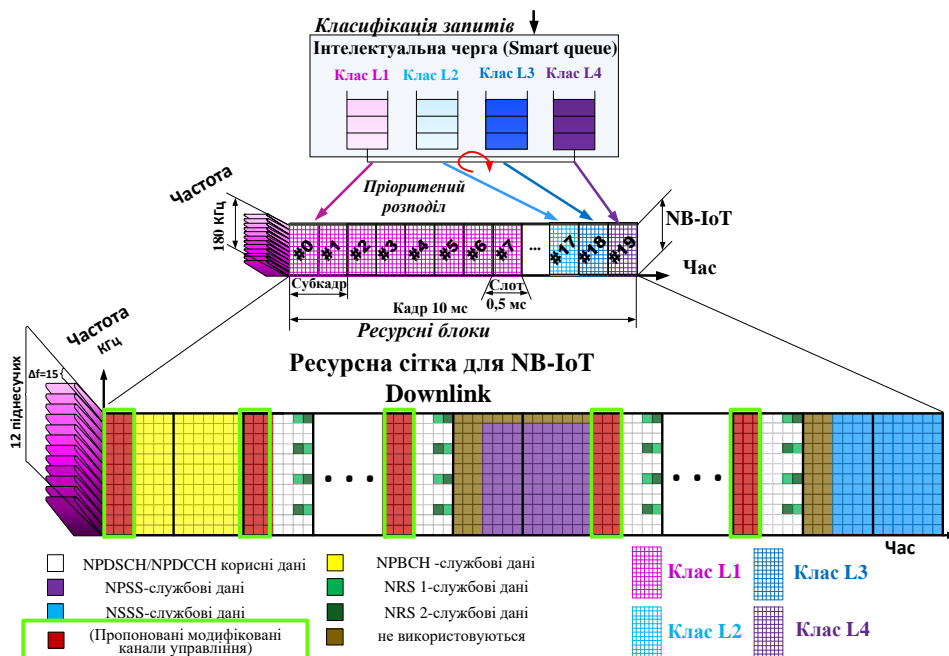 Класифікація запитів
Інтелектуальна черга (Smart queue)
Клас L1 Клас L2 Клас L3 Клас L4
Частота
Пріоритений
розподіл
180 КГц
NB-IoT
#0 #1 #2 #3 #4 #5 #6 #7 ... #17 #18 #19
Час
Субкадр
Слот
0,5 мс
Кадр 10 мс
Ресурсні блоки
Частота
КГц
Ресурсна сітка для NB-IoT
Downlink
Δf=15
12 піднесучих
. . .
. . .
Час
NPDSCH/NPDCCH корисні дані
NPBCH -службові дані
NPSS-службові дані
NRS 1-службові дані
NSSS-службові дані
NRS 2-службові дані
(Пропоновані модифіковані
канали управління)
не використовуються
Клас L1
Клас L3
Клас L2
Клас L4